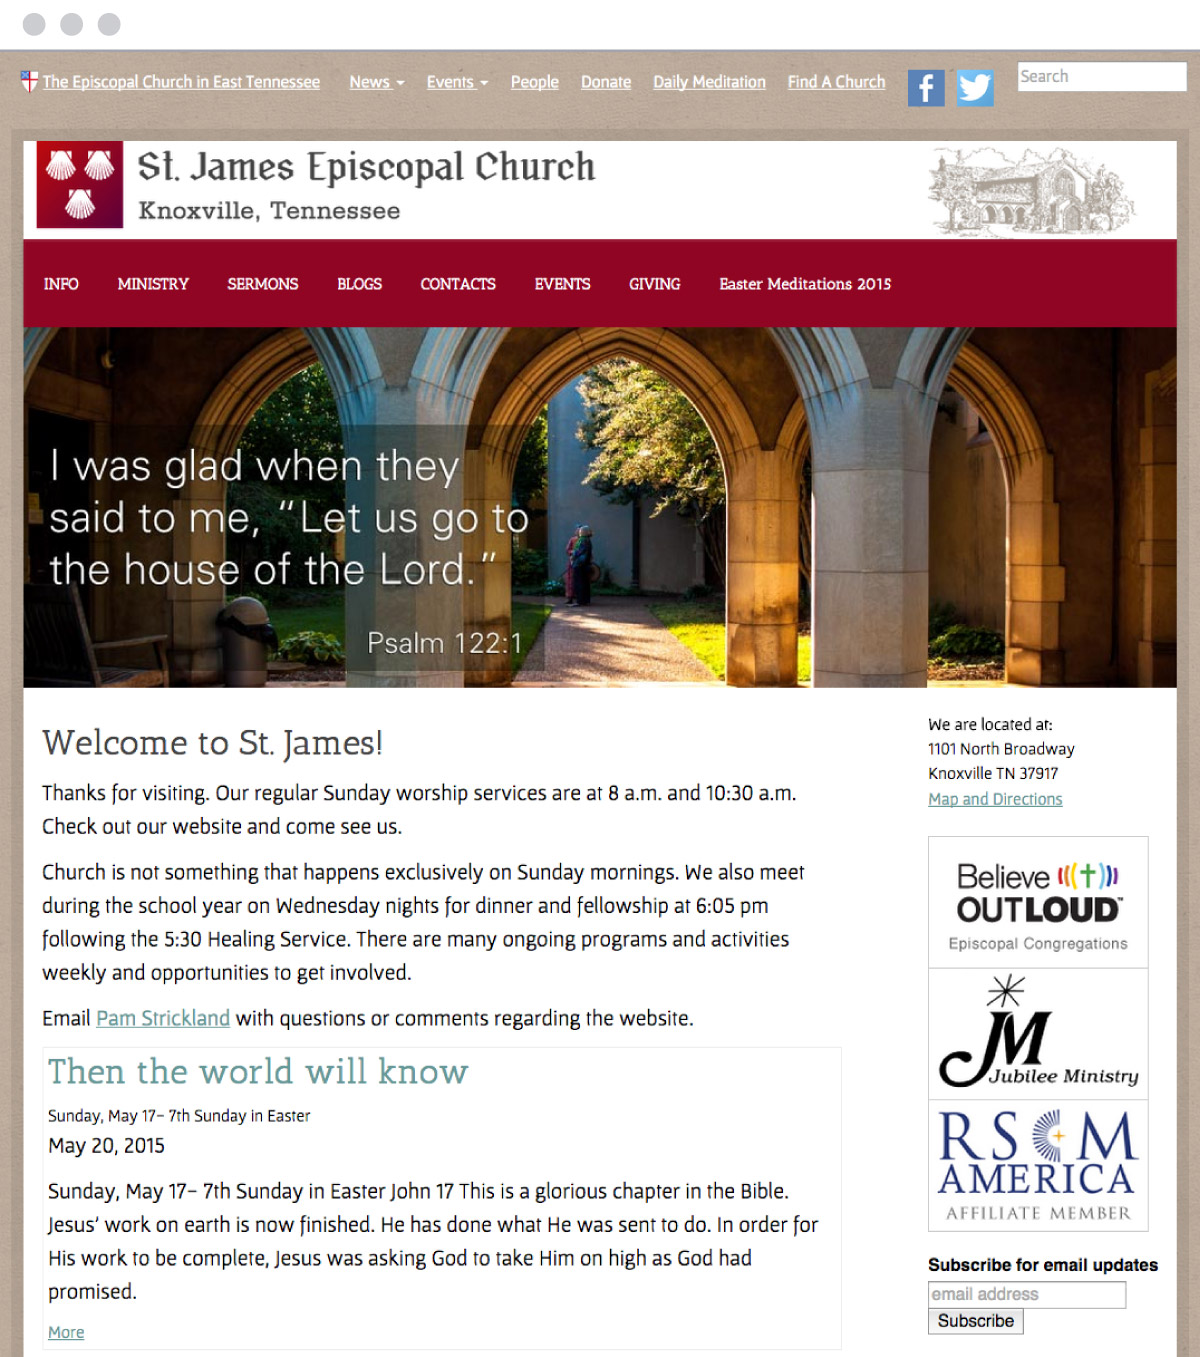 The Episcopal Church in East Tennessee News Events People Donate Daily Meditation Find A Church Search
St. James Episcopal Church
Knoxville, Tennessee
INFO MINISTRY SERMONS BLOGS CONTACTS EVENTS GIVING Easter Meditations 2015
I was glad when they
said to me, “Let us go to
the house of the Lord.”
Psalm 122:1
Welcome to St. James!
Thanks for visiting. Our regular Sunday worship services are at 8 a.m. and 10:30 a.m.
Check out our website and come see us.
Church is not something that happens exclusively on Sunday mornings. We also meet
during the school year on Wednesday nights for dinner and fellowship at 6:05 pm
following the 5:30 Healing Service. There are many ongoing programs and activities
weekly and opportunities to get involved.
Email Pam Strickland with questions or comments regarding the website.
Then the world will know
Sunday, May 17– 7th Sunday in Easter
May 20, 2015
Sunday, May 17– 7th Sunday in Easter John 17 This is a glorious chapter in the Bible.
Jesus’ work on earth is now finished. He has done what He was sent to do. In order for
His work to be complete, Jesus was asking God to take Him on high as God had
promised.
More
We are located at:
1101 North Broadway
Knoxville TN 37917
Map and Directions
Believe
OUTLOUD™
Episcopal Congregations
JM
Jubilee Ministry
RSCM
AMERICA
AFFILIATE MEMBER
Subscribe for email updates
email address
Subscribe